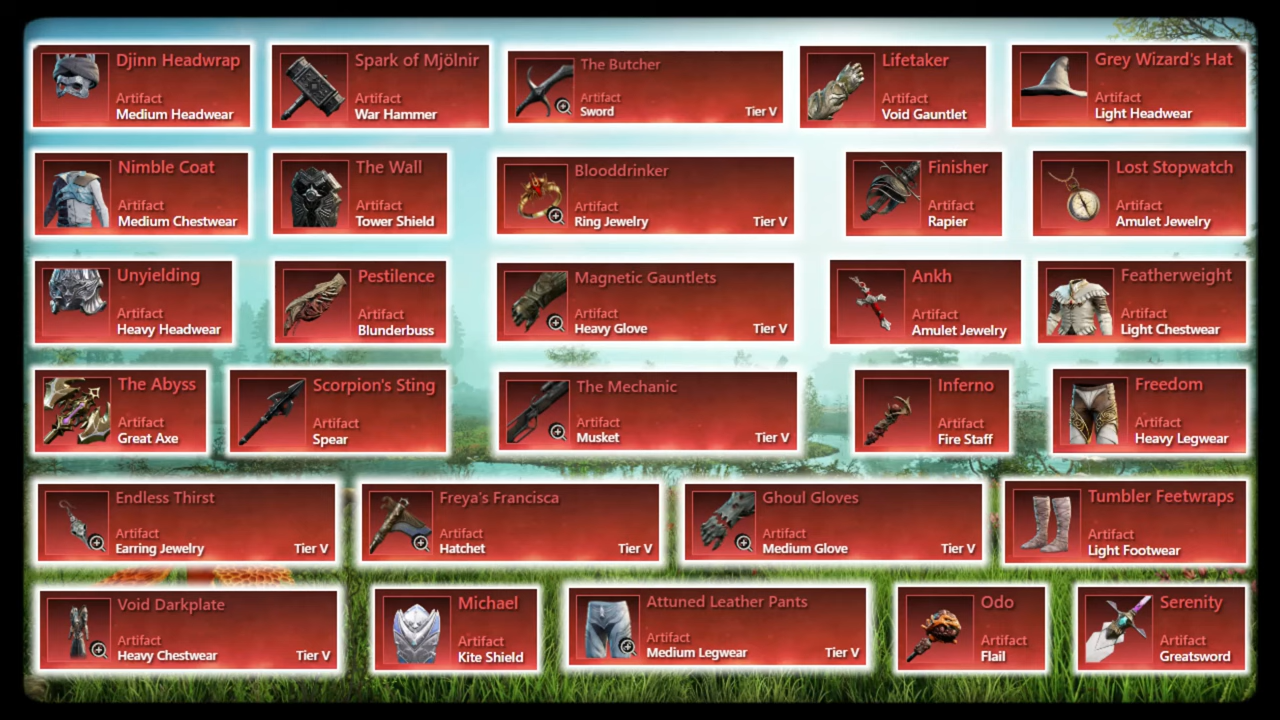 Djinn Headwrap
Artifact
Medium Headwear
Spark of Mjölnir
Artifact
War Hammer
The Butcher
Artifact
Sword Tier V
Lifetaker
Artifact
Void Gauntlet
Grey Wizard's Hat
Artifact
Light Headwear
Nimble Coat
Artifact
Medium Chestwear
The Wall
Artifact
Tower Shield
Blooddrinker
Artifact
Ring Jewelry Tier V
Finisher
Artifact
Rapier
Lost Stopwatch
Artifact
Amulet Jewelry
Unyielding
Artifact
Heavy Headwear
Pestilence
Artifact
Blunderbuss
Magnetic Gauntlets
Artifact
Heavy Glove Tier V
Ankh
Artifact
Amulet Jewelry
Featherweight
Artifact
Light Chestwear
The Abyss
Artifact
Great Axe
Scorpion's Sting
Artifact
Spear
The Mechanic
Artifact
Musket Tier V
Inferno
Artifact
Fire Staff
Freedom
Artifact
Heavy Legwear
Endless Thirst
Artifact
Earring Jewelry Tier V
Freya's Francisca
Artifact
Hatchet Tier V
Ghoul Gloves
Artifact
Medium Glove Tier V
Tumbler Feetwraps
Artifact
Light Footwear
Void Darkplate
Artifact
Heavy Chestwear Tier V
Michael
Artifact
Kite Shield
Attuned Leather Pants
Artifact
Medium Legwear Tier V
Odo
Artifact
Flail
Serenity
Artifact
Greatsword